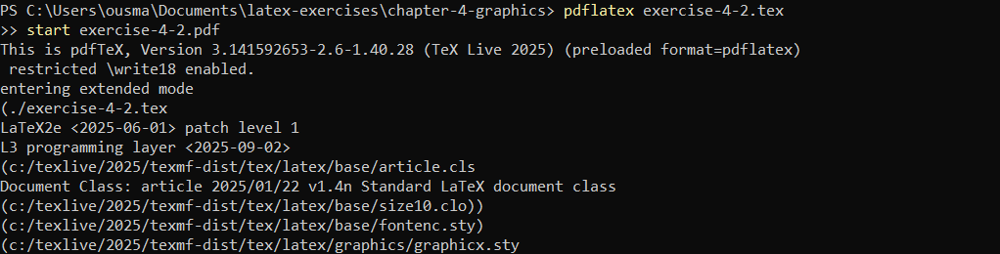 PS C:\Users\ousma\Documents\latex-exercises\chapter-4-graphics> pdflatex exercise-4-2.tex
>> start exercise-4-2.pdf
This is pdfTeX, Version 3.141592653-2.6-1.40.28 (TeX Live 2025) (preloaded format=pdflatex)
 restricted \write18 enabled.
entering extended mode
(./exercise-4-2.tex
LaTeX2e <2025-06-01> patch level 1
L3 programming layer <2025-09-02>
(c:/texlive/2025/texmf-dist/tex/latex/base/article.cls
Document Class: article 2025/01/22 v1.4n Standard LaTeX document class
(c:/texlive/2025/texmf-dist/tex/latex/base/size10.clo))
(c:/texlive/2025/texmf-dist/tex/latex/base/fontenc.sty)
(c:/texlive/2025/texmf-dist/tex/latex/graphics/graphicx.sty